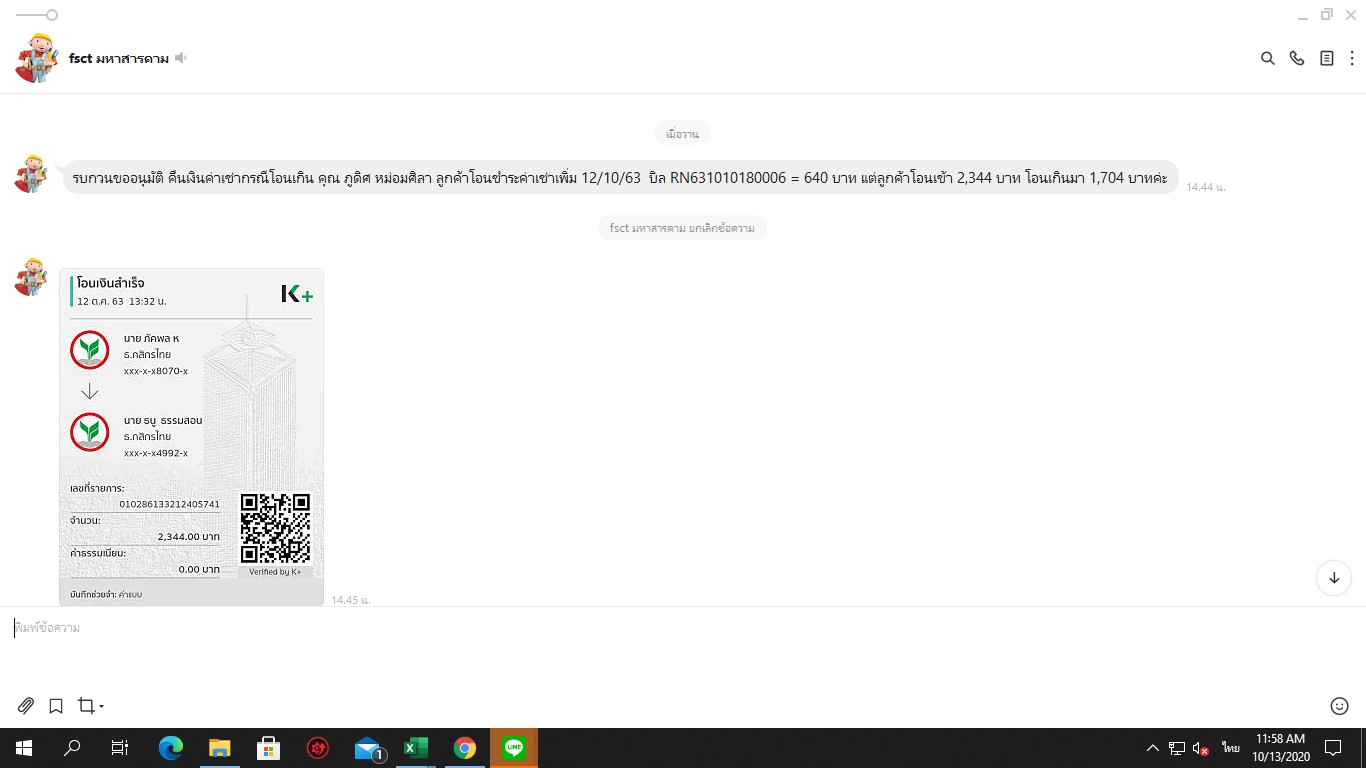 fsct มหาสารคาม
เมื่อวาน
รบกวนขออนุมัติ คืนเงินค่าเช่ากรณีโอนเกิน คุณ ภูดิศ หม่อมศิลา ลูกค้าโอนชำระค่าเช่าเพิ่ม 12/10/63 บิล RN631010180006 = 640 บาท แต่ลูกค้าโอนเข้า 2,344 บาท โอนเกินมา 1,704 บาทค่ะ
14.44 น.
fsct มหาสารคาม ยกเลิกข้อความ
โอนเงินสำเร็จ
12 ต.ค. 63 13:32 น.
K+
นาย ภัคพล ห
ธ.กสิกรไทย
xxx-x-x8070-x
นาย ธนู ธรรมสอน
ธ.กสิกรไทย
xxx-x-x4992-x
เลขที่รายการ:
010286133212405741
จำนวน:
2,344.00 บาท
ค่าธรรมเนียม:
0.00 บาท
Verified by K+
บันทึกช่วยจำ: ค่าแบบ
14.45 น.
พิมพ์ข้อความ
1
LINE
ไทย
11:58 AM
10/13/2020